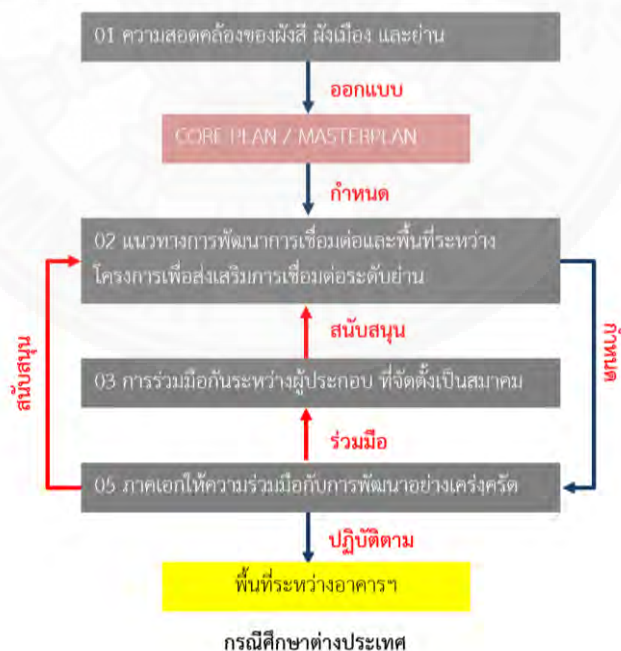 01 ความสอดคล้องของผังสี ผังเมือง และย่าน
ออกแบบ
CORE PLAN / MASTERPLAN
กำหนด
02 แนวทางการพัฒนาการเชื่อมต่อและพื้นที่ระหว่าง
โครงการเพื่อส่งเสริมการเชื่อมต่อระดับย่าน
สนับสนุน
กำหนด
สนับสนุน
03 การร่วมมือกันระหว่างผู้ประกอบ ที่จัดตั้งเป็นสมาคม
ร่วมมือ
05 ภาคเอกให้ความร่วมมือกับการพัฒนาอย่างเคร่งครัด
ปฏิบัติตาม
พื้นที่ระหว่างอาคารฯ
กรณีศึกษาต่างประเทศ